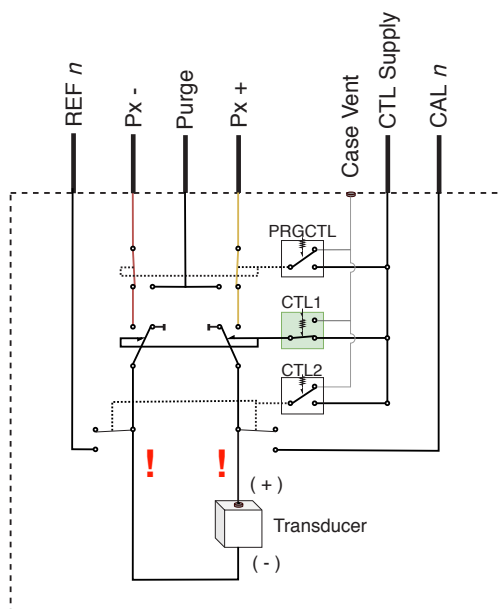 REF n
Px -
Purge
Px +
Case Vent
CTL Supply
CAL n
PRGCTL
CTL1
CTL2
! !
(+)
Transducer
(-)